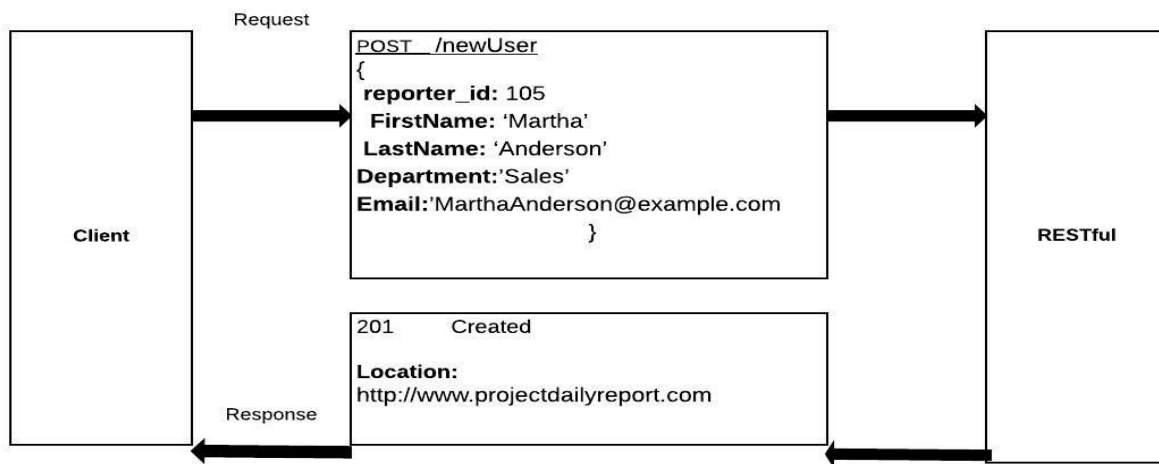 Request
POST /newUser
{
reporter_id: 105
FirstName: ‘Martha’
LastName: ‘Anderson’
Department:’Sales’
Email:’MarthaAnderson@example.com
}
Client
RESTful
201 Created
Location:
http://www.projectdailyreport.com
Response